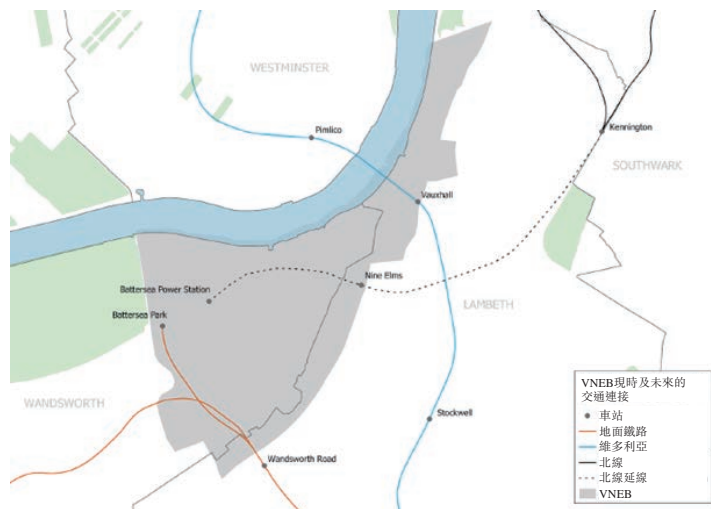 WESTMINSTER
Pimlico
Kennington
SOUTHWARK
Vauxhall
Nine Elms
Battersea Power Station
LAMBETH
Battersea Park
WANDSWORTH
Stockwell
Wandsworth Road
VNEB現時及未來的
交通連接
車站
地面鐵路
維多利亞
北線
北線延線
VNEB